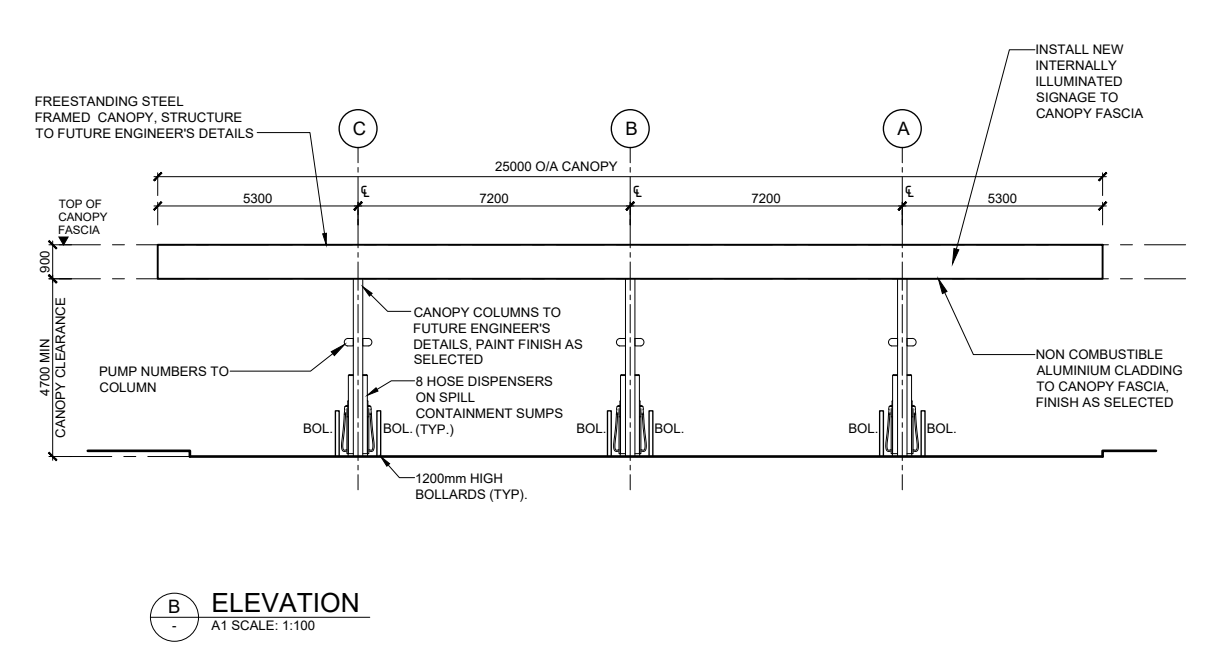 INSTALL NEW
INTERNALLY
ILLUMINATED
SIGNAGE TO
CANOPY FASCIA
FREESTANDING STEEL
FRAMED CANOPY, STRUCTURE
TO FUTURE ENGINEER'S DETAILS
C
B
A
25000 O/A CANOPY
5300
7200
7200
5300
℄
℄
℄
TOP OF
CANOPY
FASCIA
900
4700 MIN
CANOPY CLEARANCE
CANOPY COLUMNS TO
FUTURE ENGINEER'S
DETAILS, PAINT FINISH AS
SELECTED
PUMP NUMBERS TO
COLUMN
8 HOSE DISPENSERS
ON SPILL
CONTAINMENT SUMPS
(TYP.)
NON COMBUSTIBLE
ALUMINIUM CLADDING
TO CANOPY FASCIA,
FINISH AS SELECTED
BOL.
BOL.
BOL.
BOL.
BOL.
BOL.
1200mm HIGH
BOLLARDS (TYP).
B
-
ELEVATION
A1 SCALE: 1:100